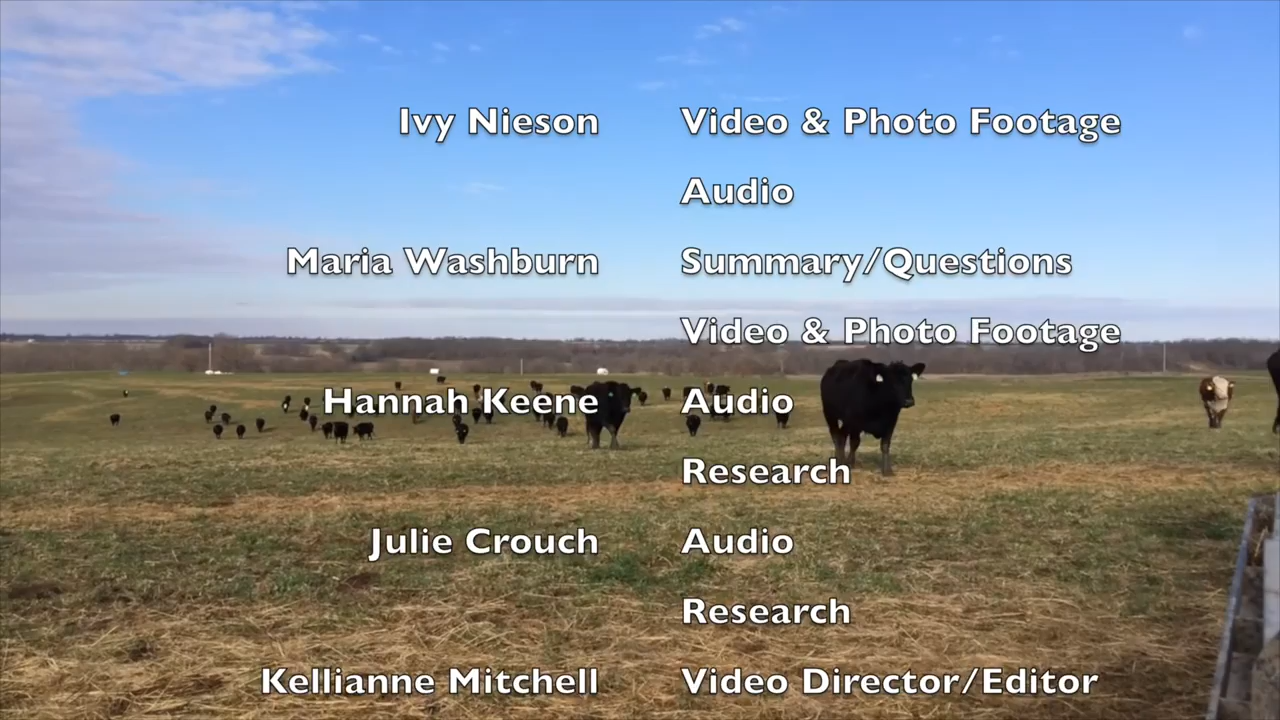 Ivy Nieson Video & Photo Footage
Audio
Maria Washburn Summary/Questions
Video & Photo Footage
Hannah Keene Audio
Research
Julie Crouch Audio
Research
Kellianne Mitchell Video Director/Editor